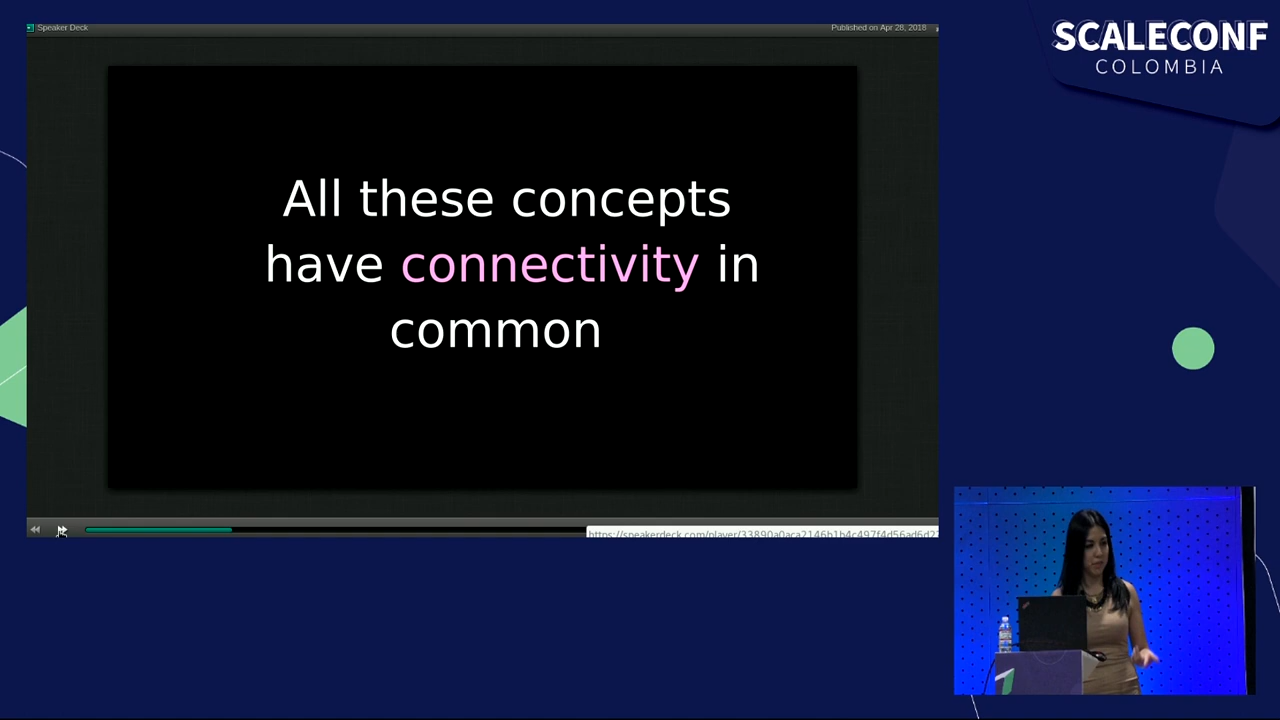 Speaker Deck
Published on Apr 28, 2018
SCALECONF
COLOMBIA
All these concepts
have connectivity in
common